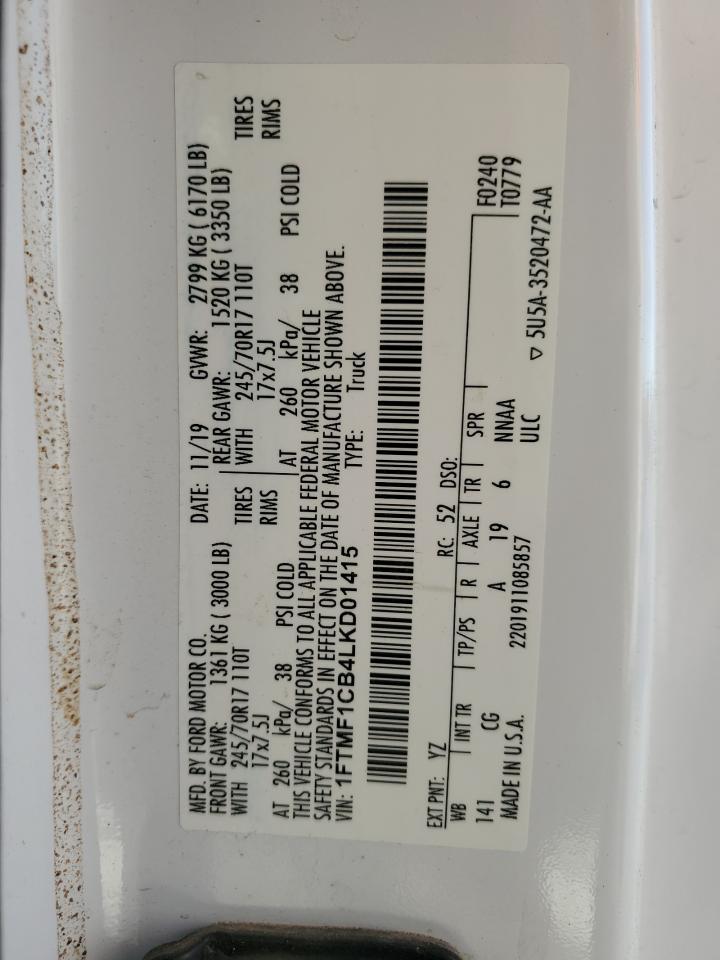 MFD. BY FORD MOTOR CO.
DATE: 11/19 GVWR: 2799 KG ( 6170 LB)
FRONT GAWR: 1361 KG ( 3000 LB)
REAR GAWR: 1520 KG ( 3350 LB)
WITH 245/70R17 110T TIRES
WITH 245/70R17 110T TIRES
17x7.5J RIMS
17x7.5J RIMS
AT 260 kPa/ 38 PSI COLD
AT 260 kPa/ 38 PSI COLD
THIS VEHICLE CONFORMS TO ALL APPLICABLE FEDERAL MOTOR VEHICLE
SAFETY STANDARDS IN EFFECT ON THE DATE OF MANUFACTURE SHOWN ABOVE.
VIN: 1FTMF1CB4LKD01415 TYPE: Truck
EXT PNT: YZ RC: 52 DSO:
WB INT TR TP/PS R AXLE TR SPR F0240
141 CG A 19 6 NNAA T0779
MADE IN U.S.A. 2201911085857 ULC
▽ 5U5A-3520472-AA